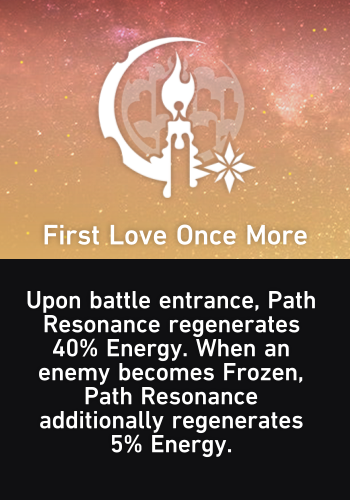 First Love Once More
Upon battle entrance, Path
Resonance regenerates
40% Energy. When an
enemy becomes Frozen,
Path Resonance
additionally regenerates
5% Energy.